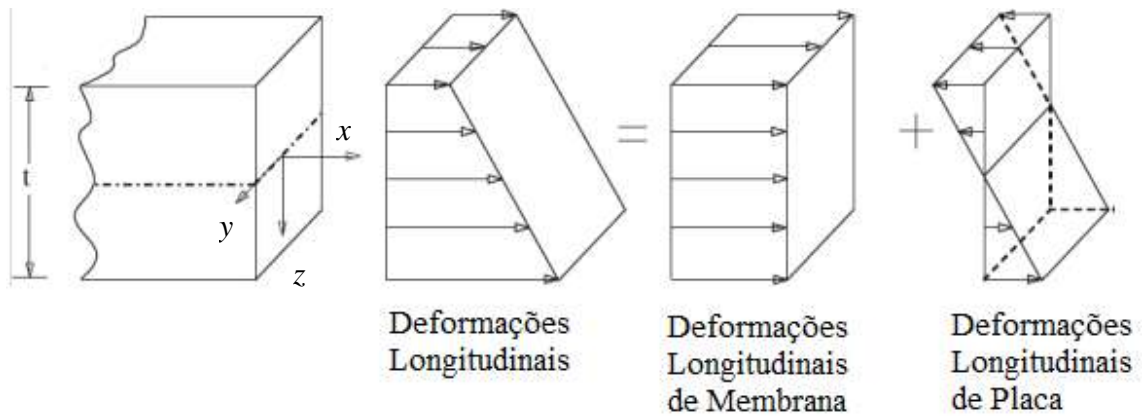 t
x
y
z
=
+
Deformações
Longitudinais
Deformações
Longitudinais
de Membrana
Deformações
Longitudinais
de Placa